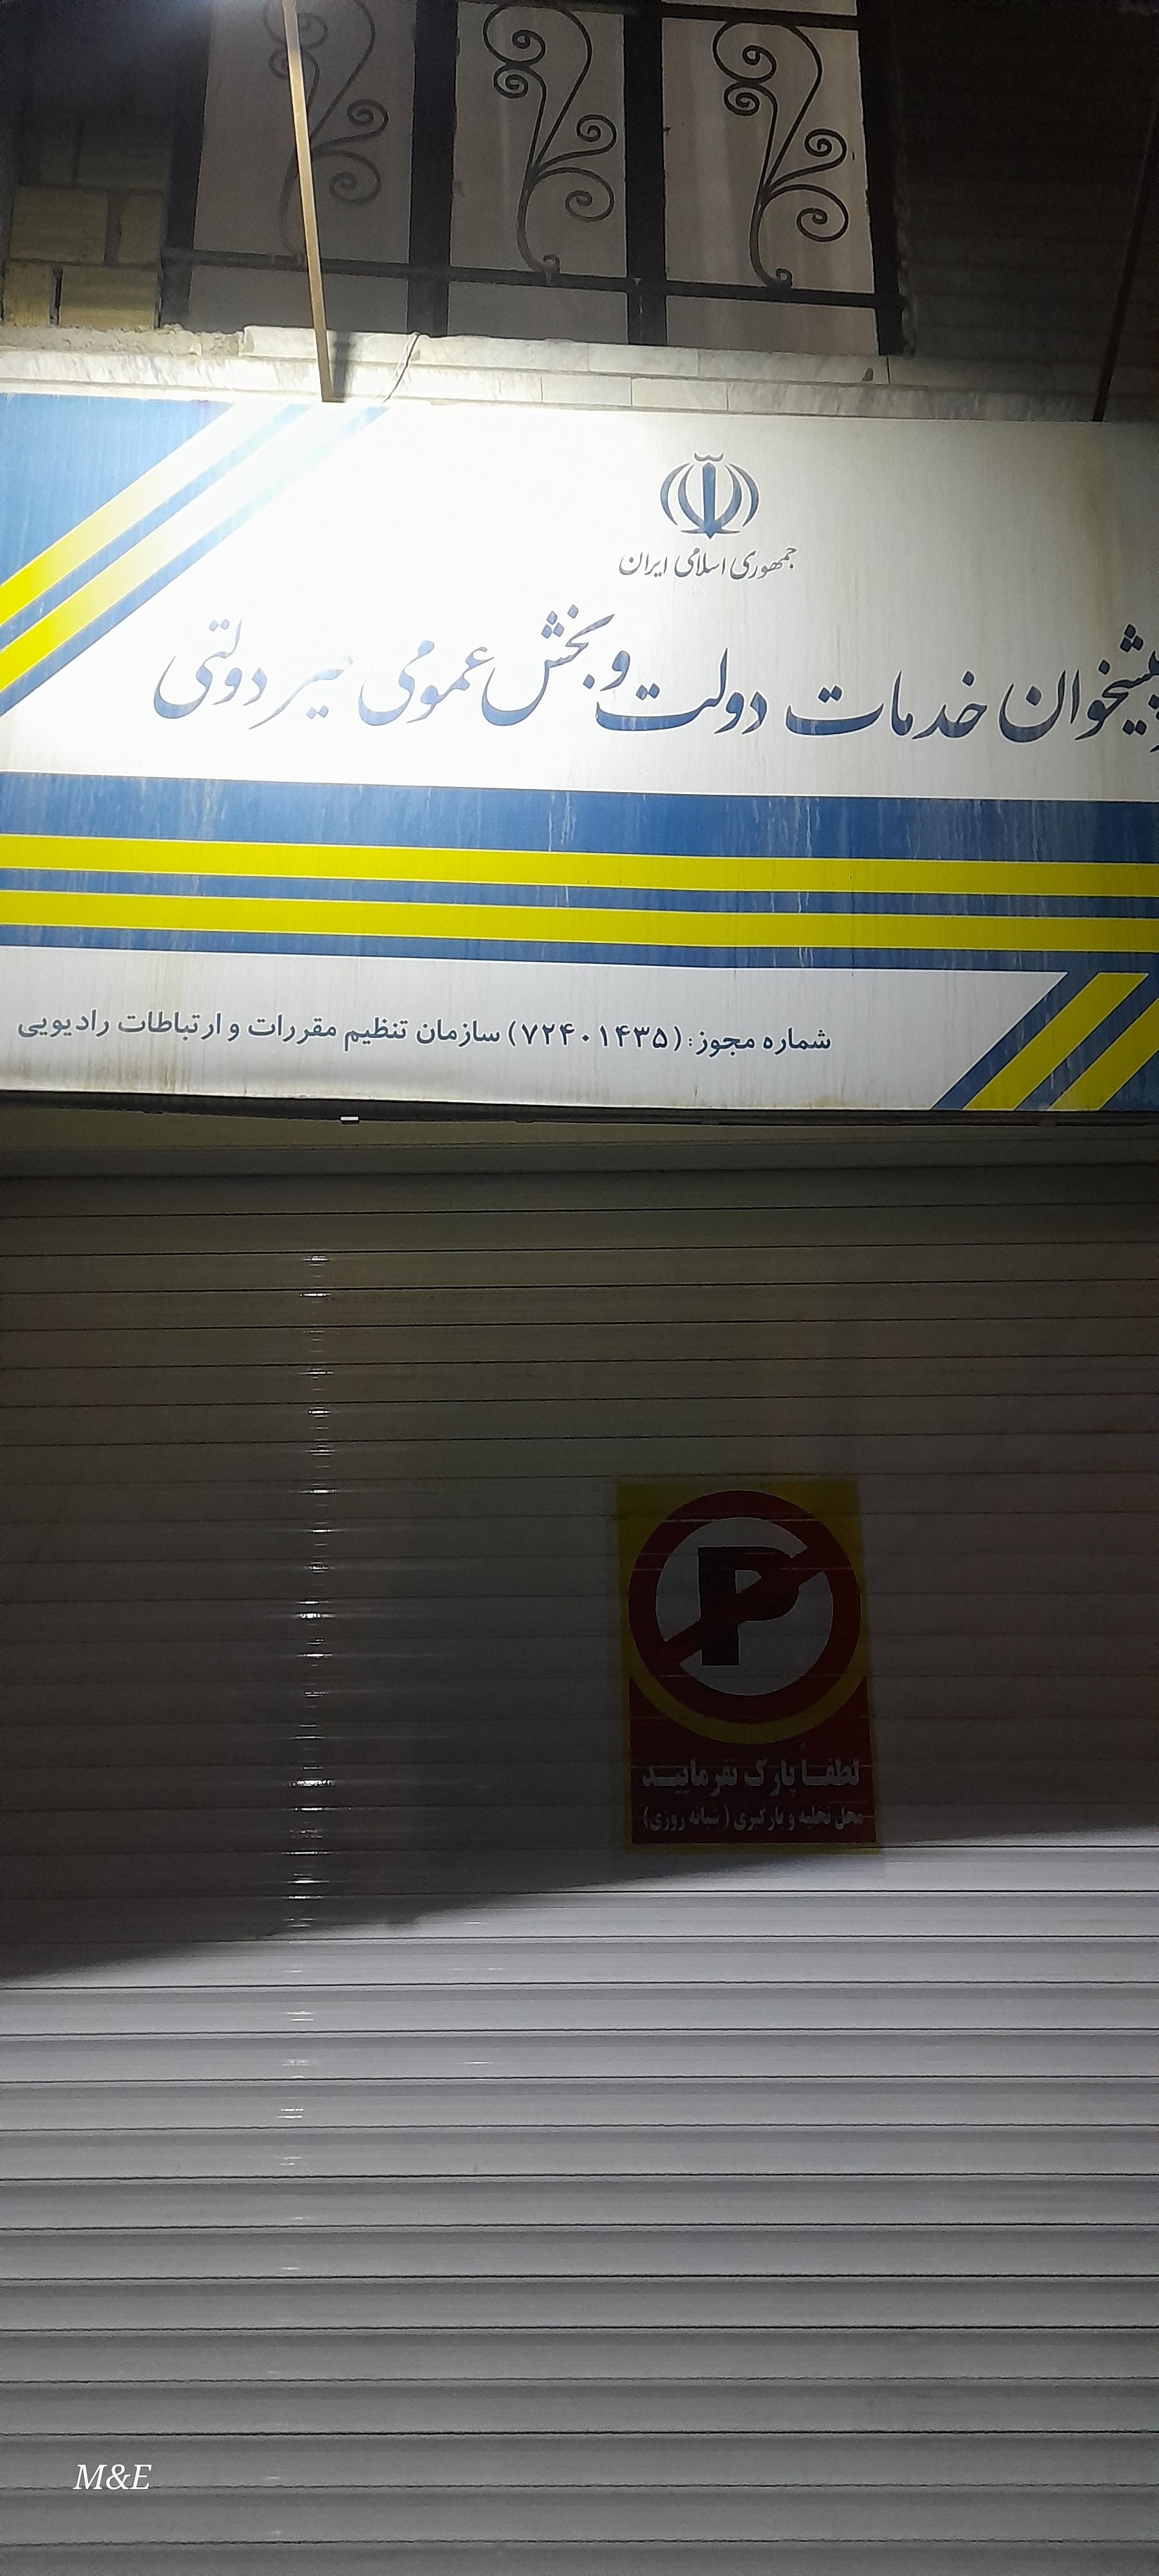 جمهوری اسلامی ایران
پیشخوان خدمات دولت و بخش عمومی غیر دولتی
شماره مجوز: (۷۲۴۰۱۴۳۵) سازمان تنظیم مقررات و ارتباطات رادیویی
P
لطفاً پارک نفرمایید
محل تخلیه و بارگیری (شبانه روزی)
M&E